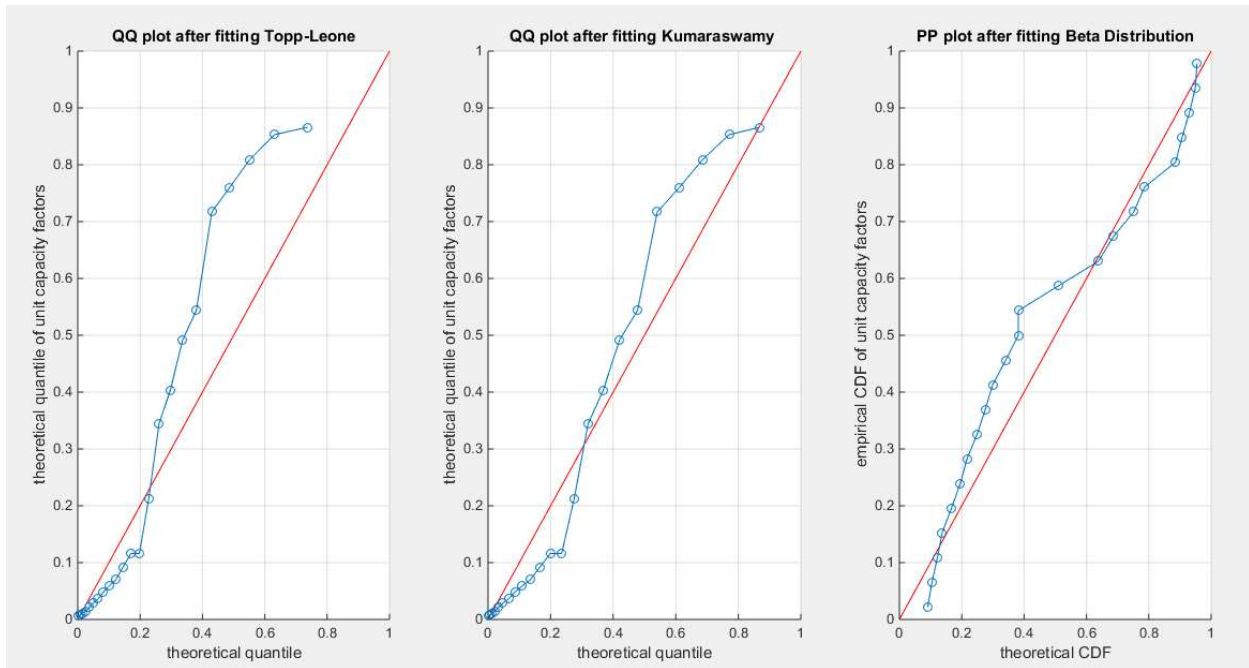 QQ plot after fitting Topp-Leone
1
0.9
0.8
0.7
0.6
0.5
0.4
0.3
0.2
0.1
0
0 0.2 0.4 0.6 0.8 1
theoretical quantile
theoretical quantile of unit capacity factors
QQ plot after fitting Kumaraswamy
1
0.9
0.8
0.7
0.6
0.5
0.4
0.3
0.2
0.1
0
0 0.2 0.4 0.6 0.8 1
theoretical quantile
theoretical quantile of unit capacity factors
PP plot after fitting Beta Distribution
1
0.9
0.8
0.7
0.6
0.5
0.4
0.3
0.2
0.1
0
0 0.2 0.4 0.6 0.8 1
theoretical CDF
empirical CDF of unit capacity factors